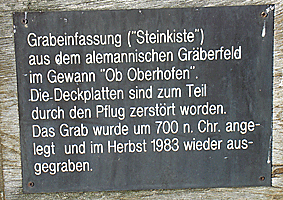 Grabeinfassung ("Steinkiste")
aus dem alemannischen Gräberfeld
im Gewann "Ob Oberhofen".
Die Deckplatten sind zum Teil
durch den Pflug zerstört worden.
Das Grab wurde um 700 n. Chr. ange-
legt und im Herbst 1983 wieder aus-
gegraben.